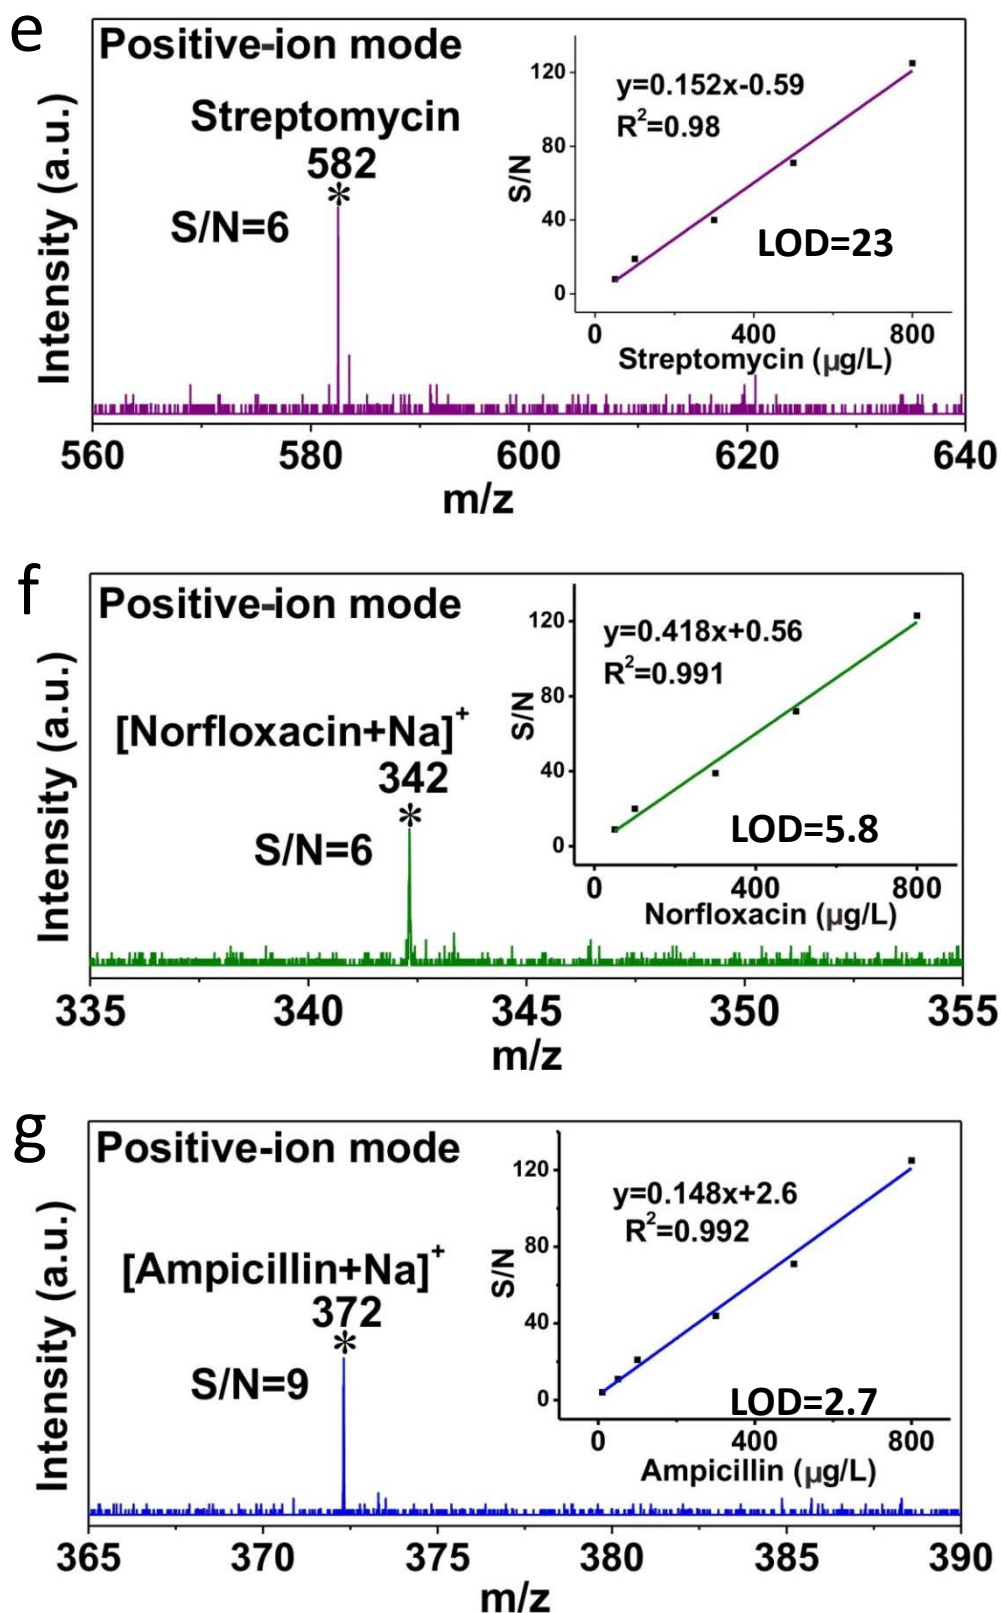 e
Positive-ion mode
Streptomycin
582
*
S/N=6
Intensity (a.u.)
y=0.152x-0.59
R²=0.98
LOD=23
S/N
120
80
40
0
0 400 800
Streptomycin (μg/L)
560 580 600 620 640
m/z
f
Positive-ion mode
[Norfloxacin+Na]⁺
342
*
S/N=6
Intensity (a.u.)
y=0.418x+0.56
R²=0.991
LOD=5.8
S/N
120
80
40
0
0 400 800
Norfloxacin (μg/L)
335 340 345 350 355
m/z
g
Positive-ion mode
[Ampicillin+Na]⁺
372
*
S/N=9
Intensity (a.u.)
y=0.148x+2.6
R²=0.992
LOD=2.7
S/N
120
80
40
0
0 400 800
Ampicillin (μg/L)
365 370 375 380 385 390
m/z